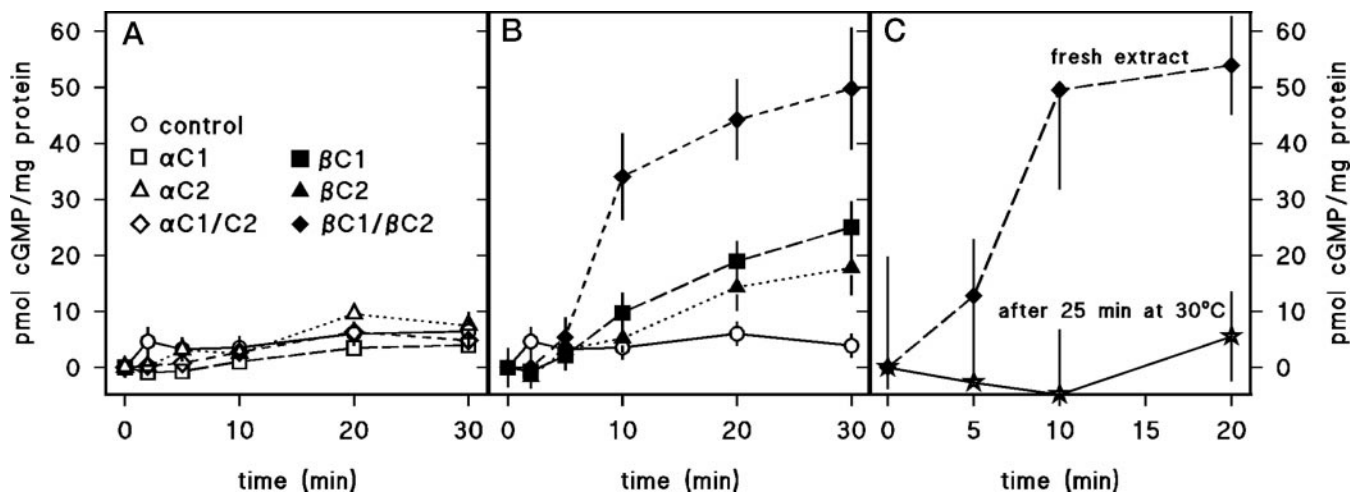 A
B
C
60
50
40
30
20
10
0
pmol cGMP/mg protein
control
αC1
αC2
αC1/C2
βC1
βC2
βC1/βC2
fresh extract
after 25 min at 30°C
60
50
40
30
20
10
0
pmol cGMP/mg protein
0 10 20 30
0 10 20 30
0 5 10 15 20
time (min)
time (min)
time (min)